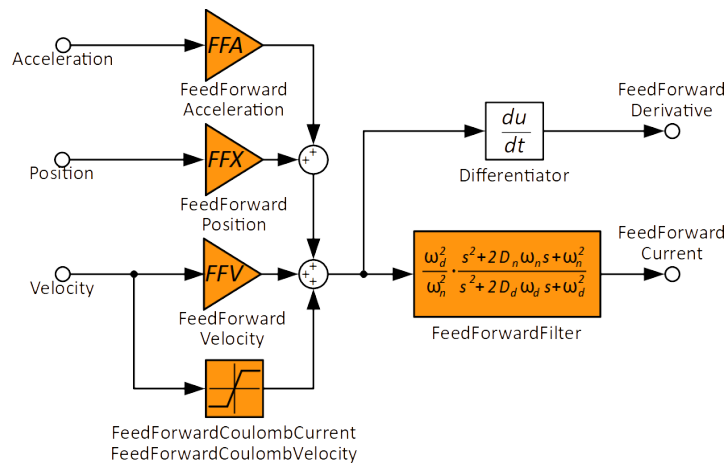 FFA
Acceleration
FeedForward
Acceleration
FeedForward
Derivative
du
dt
Differentiator
FFX
Position
FeedForward
Position
+
+
FeedForward
Current
FFV
Velocity
FeedForward
Velocity
+
+
+
ω_d^2/ω_n^2 · (s^2+2D_nω_ns+ω_n^2)/(s^2+2D_dω_ds+ω_d^2)
FeedForwardFilter
FeedForwardCoulombCurrent
FeedForwardCoulombVelocity